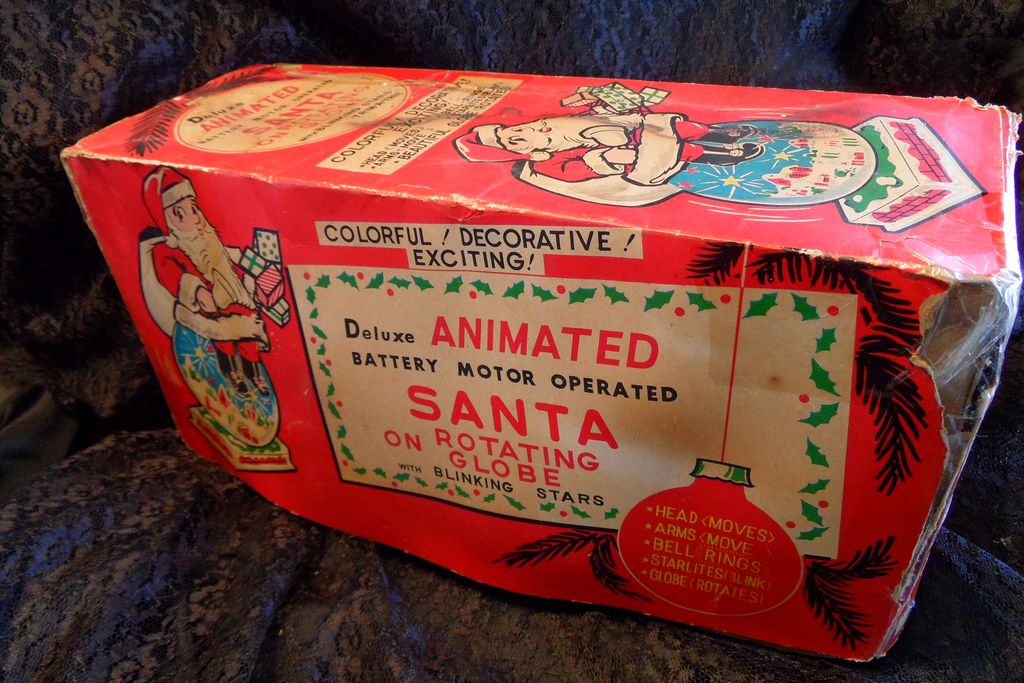 Deluxe
ANIMATED
SANTA
COLORFUL! DECORATIVE!
EXCITING!
Deluxe ANIMATED
BATTERY MOTOR OPERATED
SANTA
ON ROTATING
GLOBE
WITH BLINKING STARS
*HEAD (MOVES)
*ARMS (MOVE )
*BELL RINGS
*STARLITES (BLINK)
*GLOBE (ROTATES)